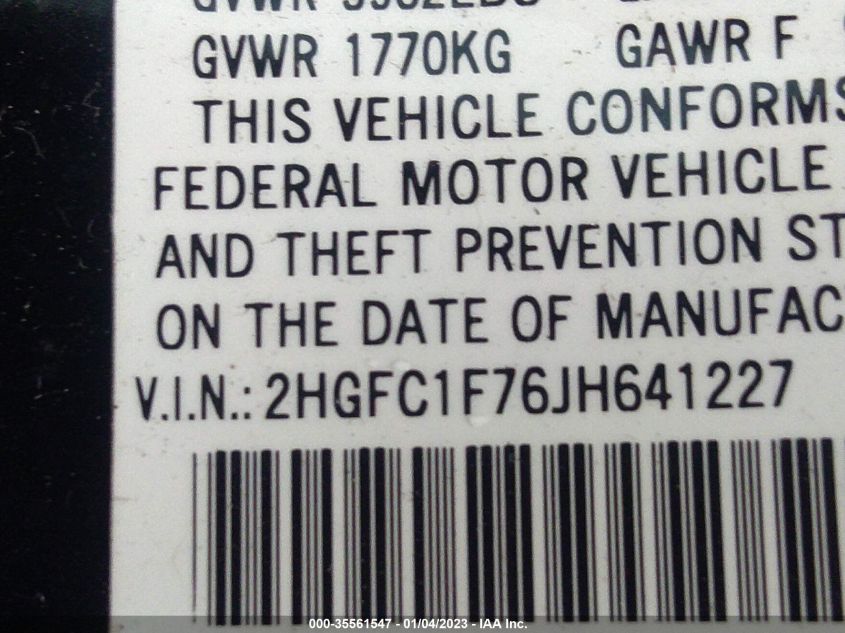 GVWR 1770KG GAWR F
THIS VEHICLE CONFORMS
FEDERAL MOTOR VEHICLE
AND THEFT PREVENTION ST
ON THE DATE OF MANUFAC
V.I.N.: 2HGFC1F76JH641227
000-35561547 - 01/04/2023 - IAA Inc.